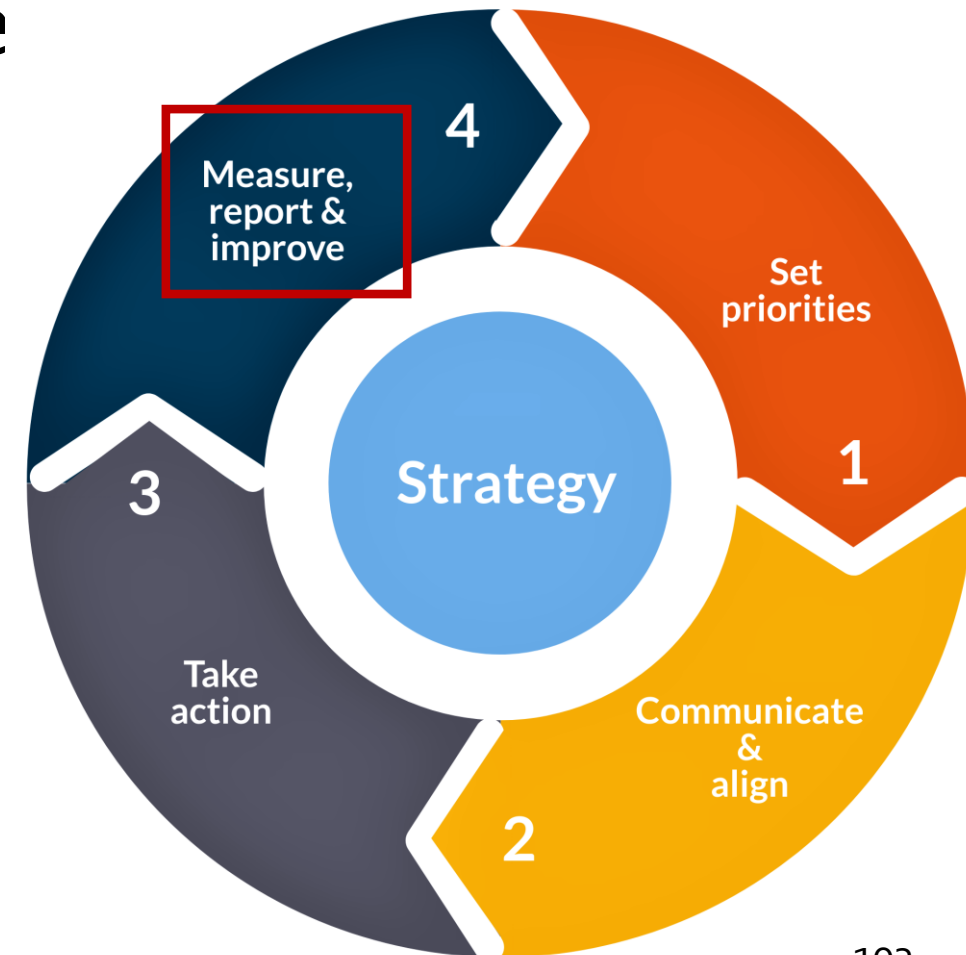 e
4
Measure,
report &
improve
Set
priorities
1
3
Strategy
Take
action
Communicate
&
align
2